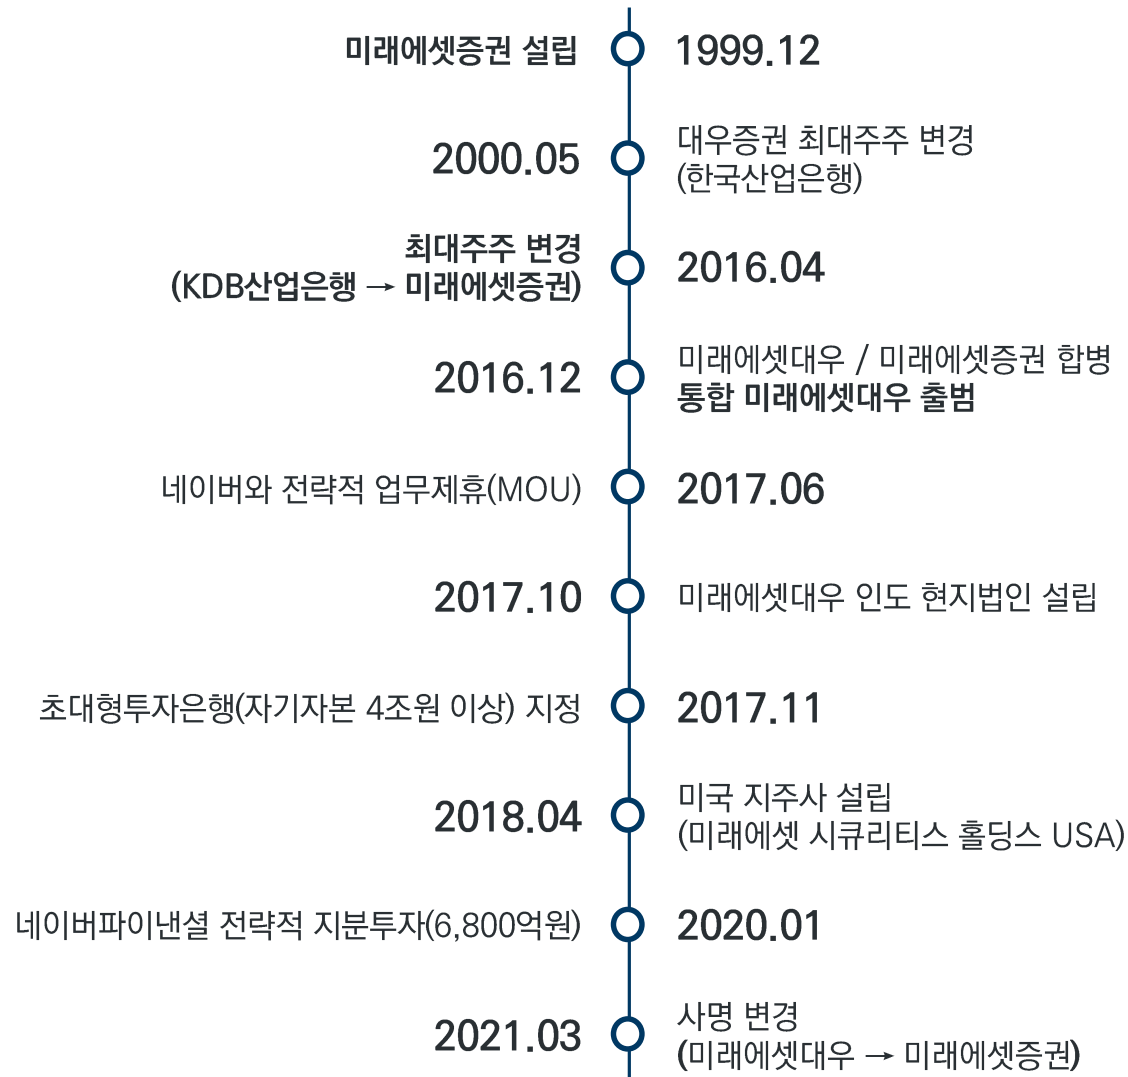 미래에셋증권 설립
1999.12
2000.05
대우증권 최대주주 변경
(한국산업은행)
최대주주 변경
(KDB산업은행 → 미래에셋증권)
2016.04
2016.12
미래에셋대우 / 미래에셋증권 합병
통합 미래에셋대우 출범
네이버와 전략적 업무제휴(MOU)
2017.06
2017.10
미래에셋대우 인도 현지법인 설립
초대형투자은행(자기자본 4조원 이상) 지정
2017.11
2018.04
미국 지주사 설립
(미래에셋 시큐리티스 홀딩스 USA)
네이버파이낸셜 전략적 지분투자(6,800억원)
2020.01
2021.03
사명 변경
(미래에셋대우 → 미래에셋증권)